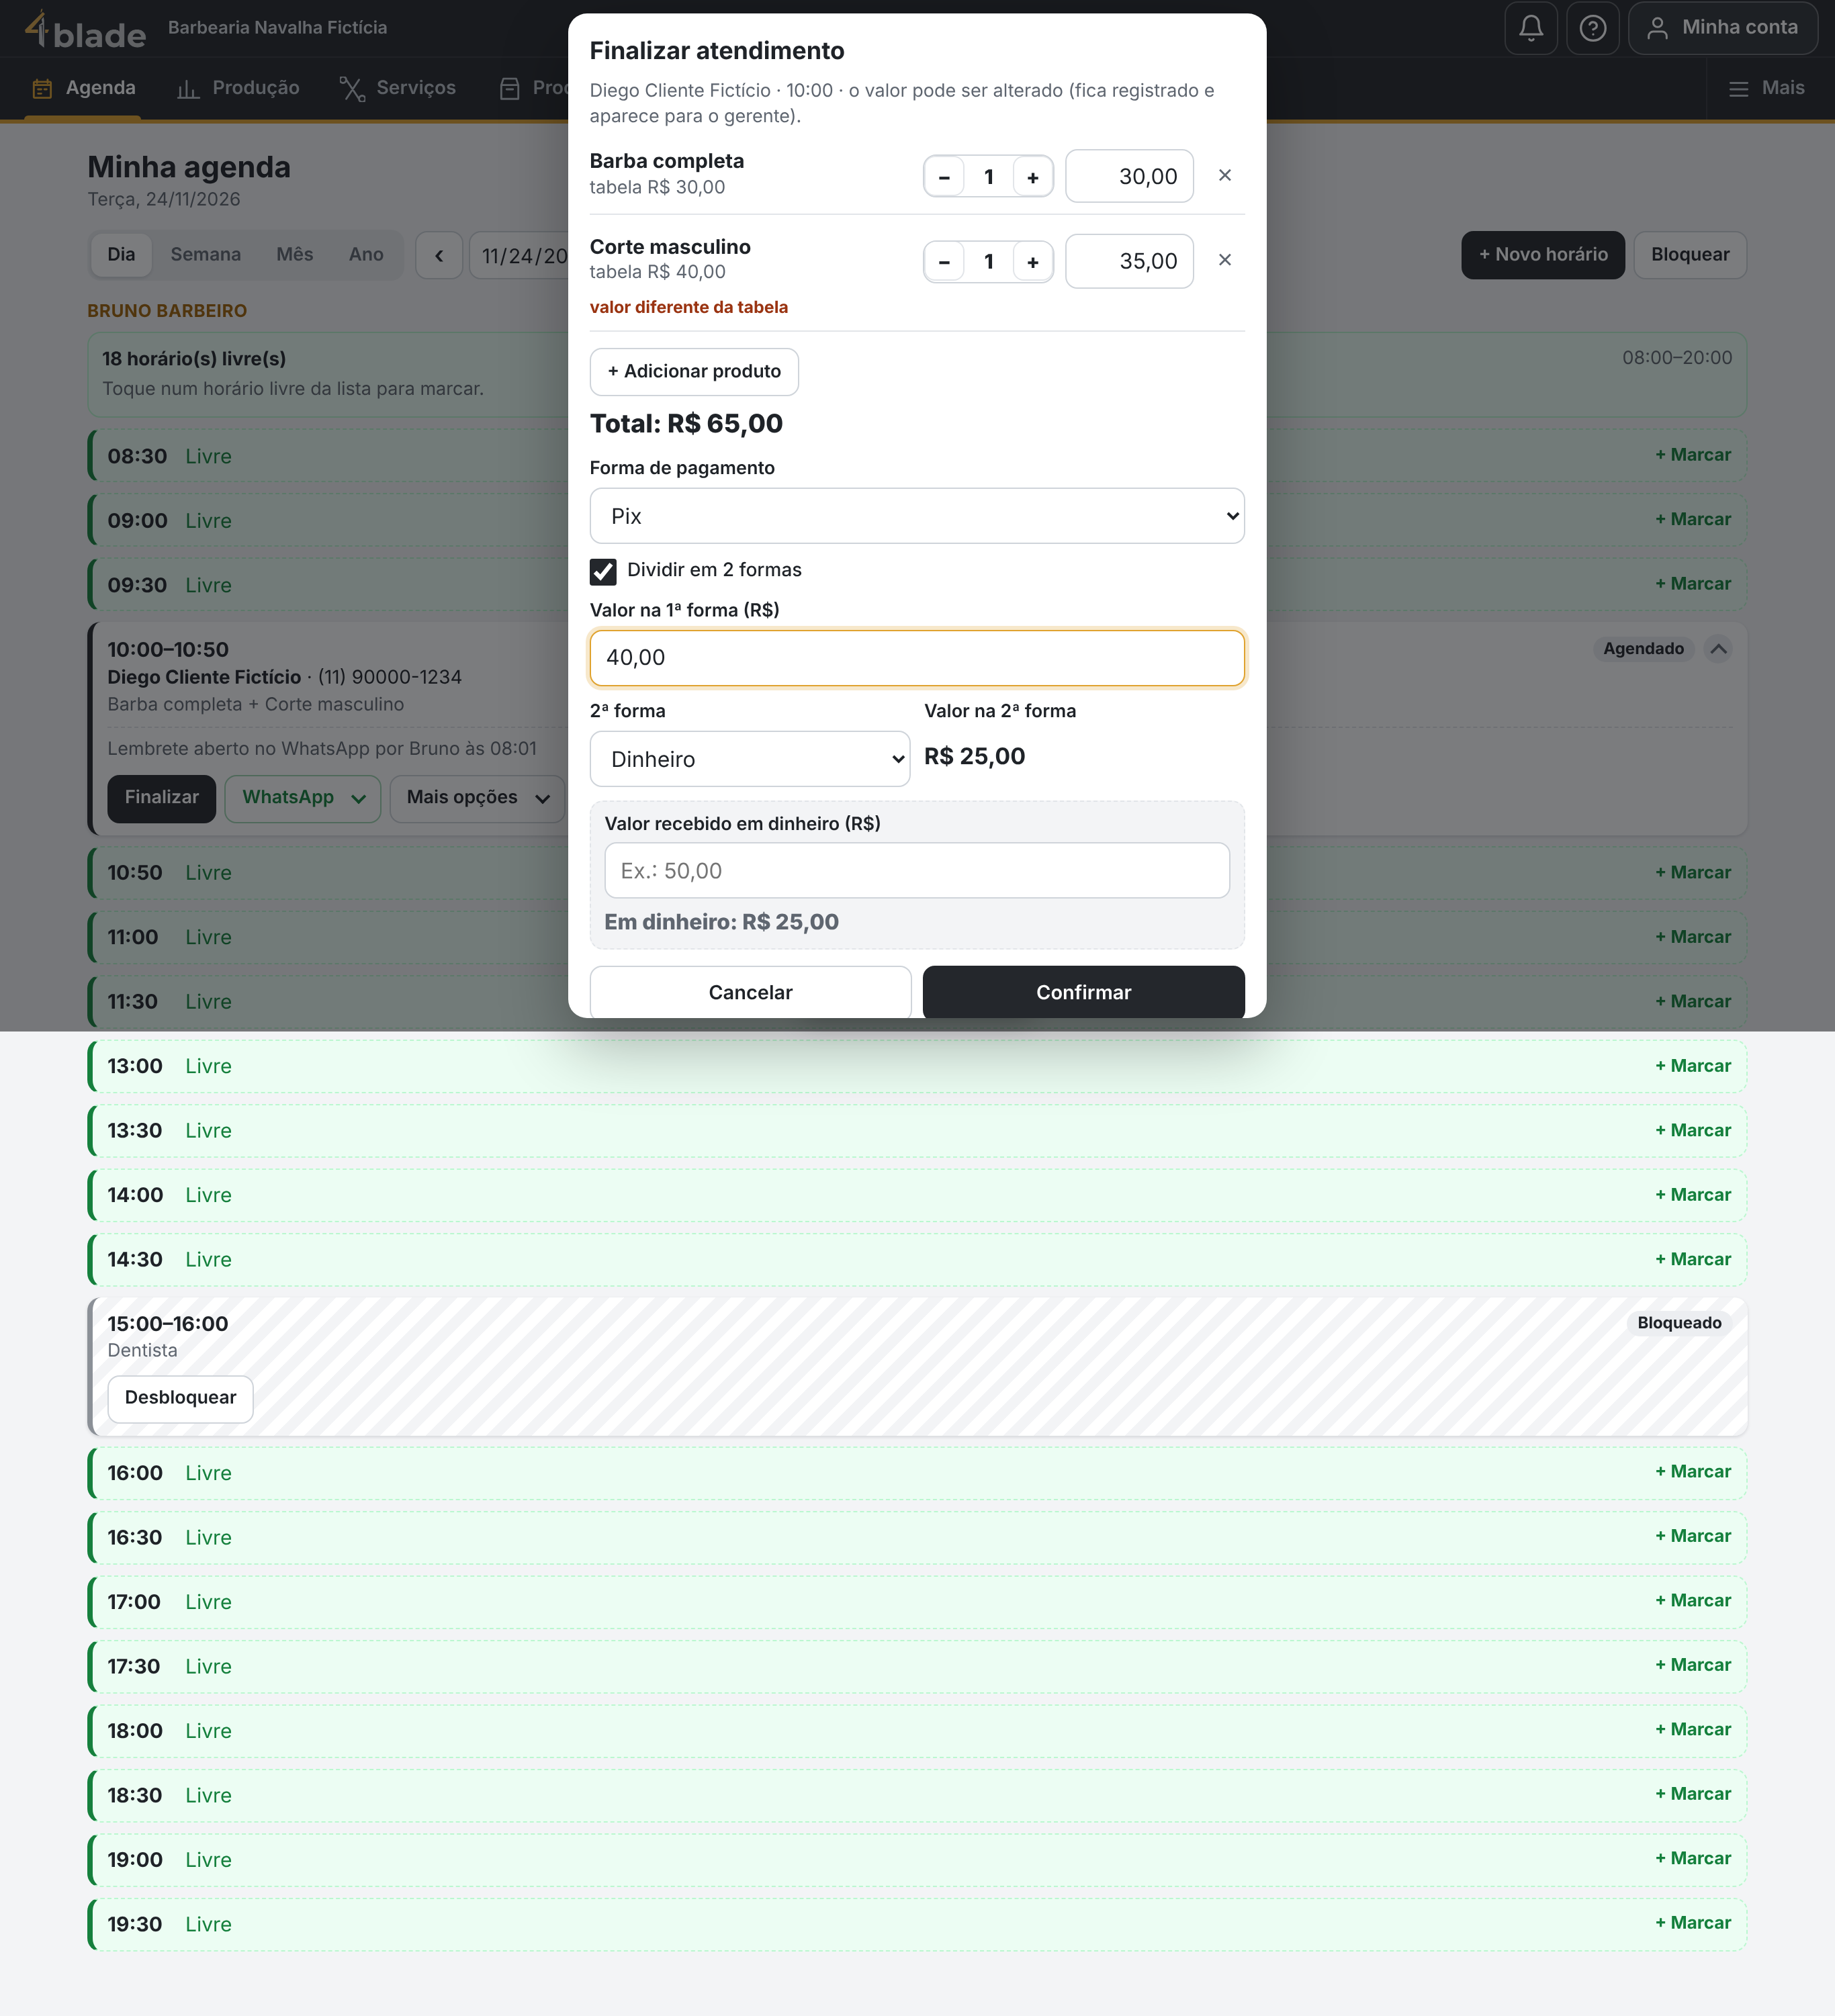 4blade
Barbearia Navalha Fictícia
Minha conta
Agenda
Produção
Serviços
Mais
Minha agenda
Terça, 24/11/2026
Dia
Semana
Mês
Ano
+ Novo horário
Bloquear
BRUNO BARBEIRO
18 horário(s) livre(s)
08:00–20:00
Toque num horário livre da lista para marcar.
08:30 Livre + Marcar
09:00 Livre + Marcar
09:30 Livre + Marcar
10:00–10:50
Agendado
Diego Cliente Fictício · (11) 90000-1234
Barba completa + Corte masculino
Lembrete aberto no WhatsApp por Bruno às 08:01
Finalizar
WhatsApp
Mais opções
10:50 Livre + Marcar
11:00 Livre + Marcar
11:30 Livre + Marcar
Finalizar atendimento
Diego Cliente Fictício · 10:00 · o valor pode ser alterado (fica registrado e
aparece para o gerente).
Barba completa
tabela R$ 30,00
− 1 + 30,00 ×
Corte masculino
tabela R$ 40,00
− 1 + 35,00 ×
valor diferente da tabela
+ Adicionar produto
Total: R$ 65,00
Forma de pagamento
Pix
Dividir em 2 formas
Valor na 1ª forma (R$)
40,00
2ª forma
Valor na 2ª forma
Dinheiro
R$ 25,00
Valor recebido em dinheiro (R$)
Ex.: 50,00
Em dinheiro: R$ 25,00
Cancelar
Confirmar
13:00 Livre + Marcar
13:30 Livre + Marcar
14:00 Livre + Marcar
14:30 Livre + Marcar
15:00–16:00
Bloqueado
Dentista
Desbloquear
16:00 Livre + Marcar
16:30 Livre + Marcar
17:00 Livre + Marcar
17:30 Livre + Marcar
18:00 Livre + Marcar
18:30 Livre + Marcar
19:00 Livre + Marcar
19:30 Livre + Marcar